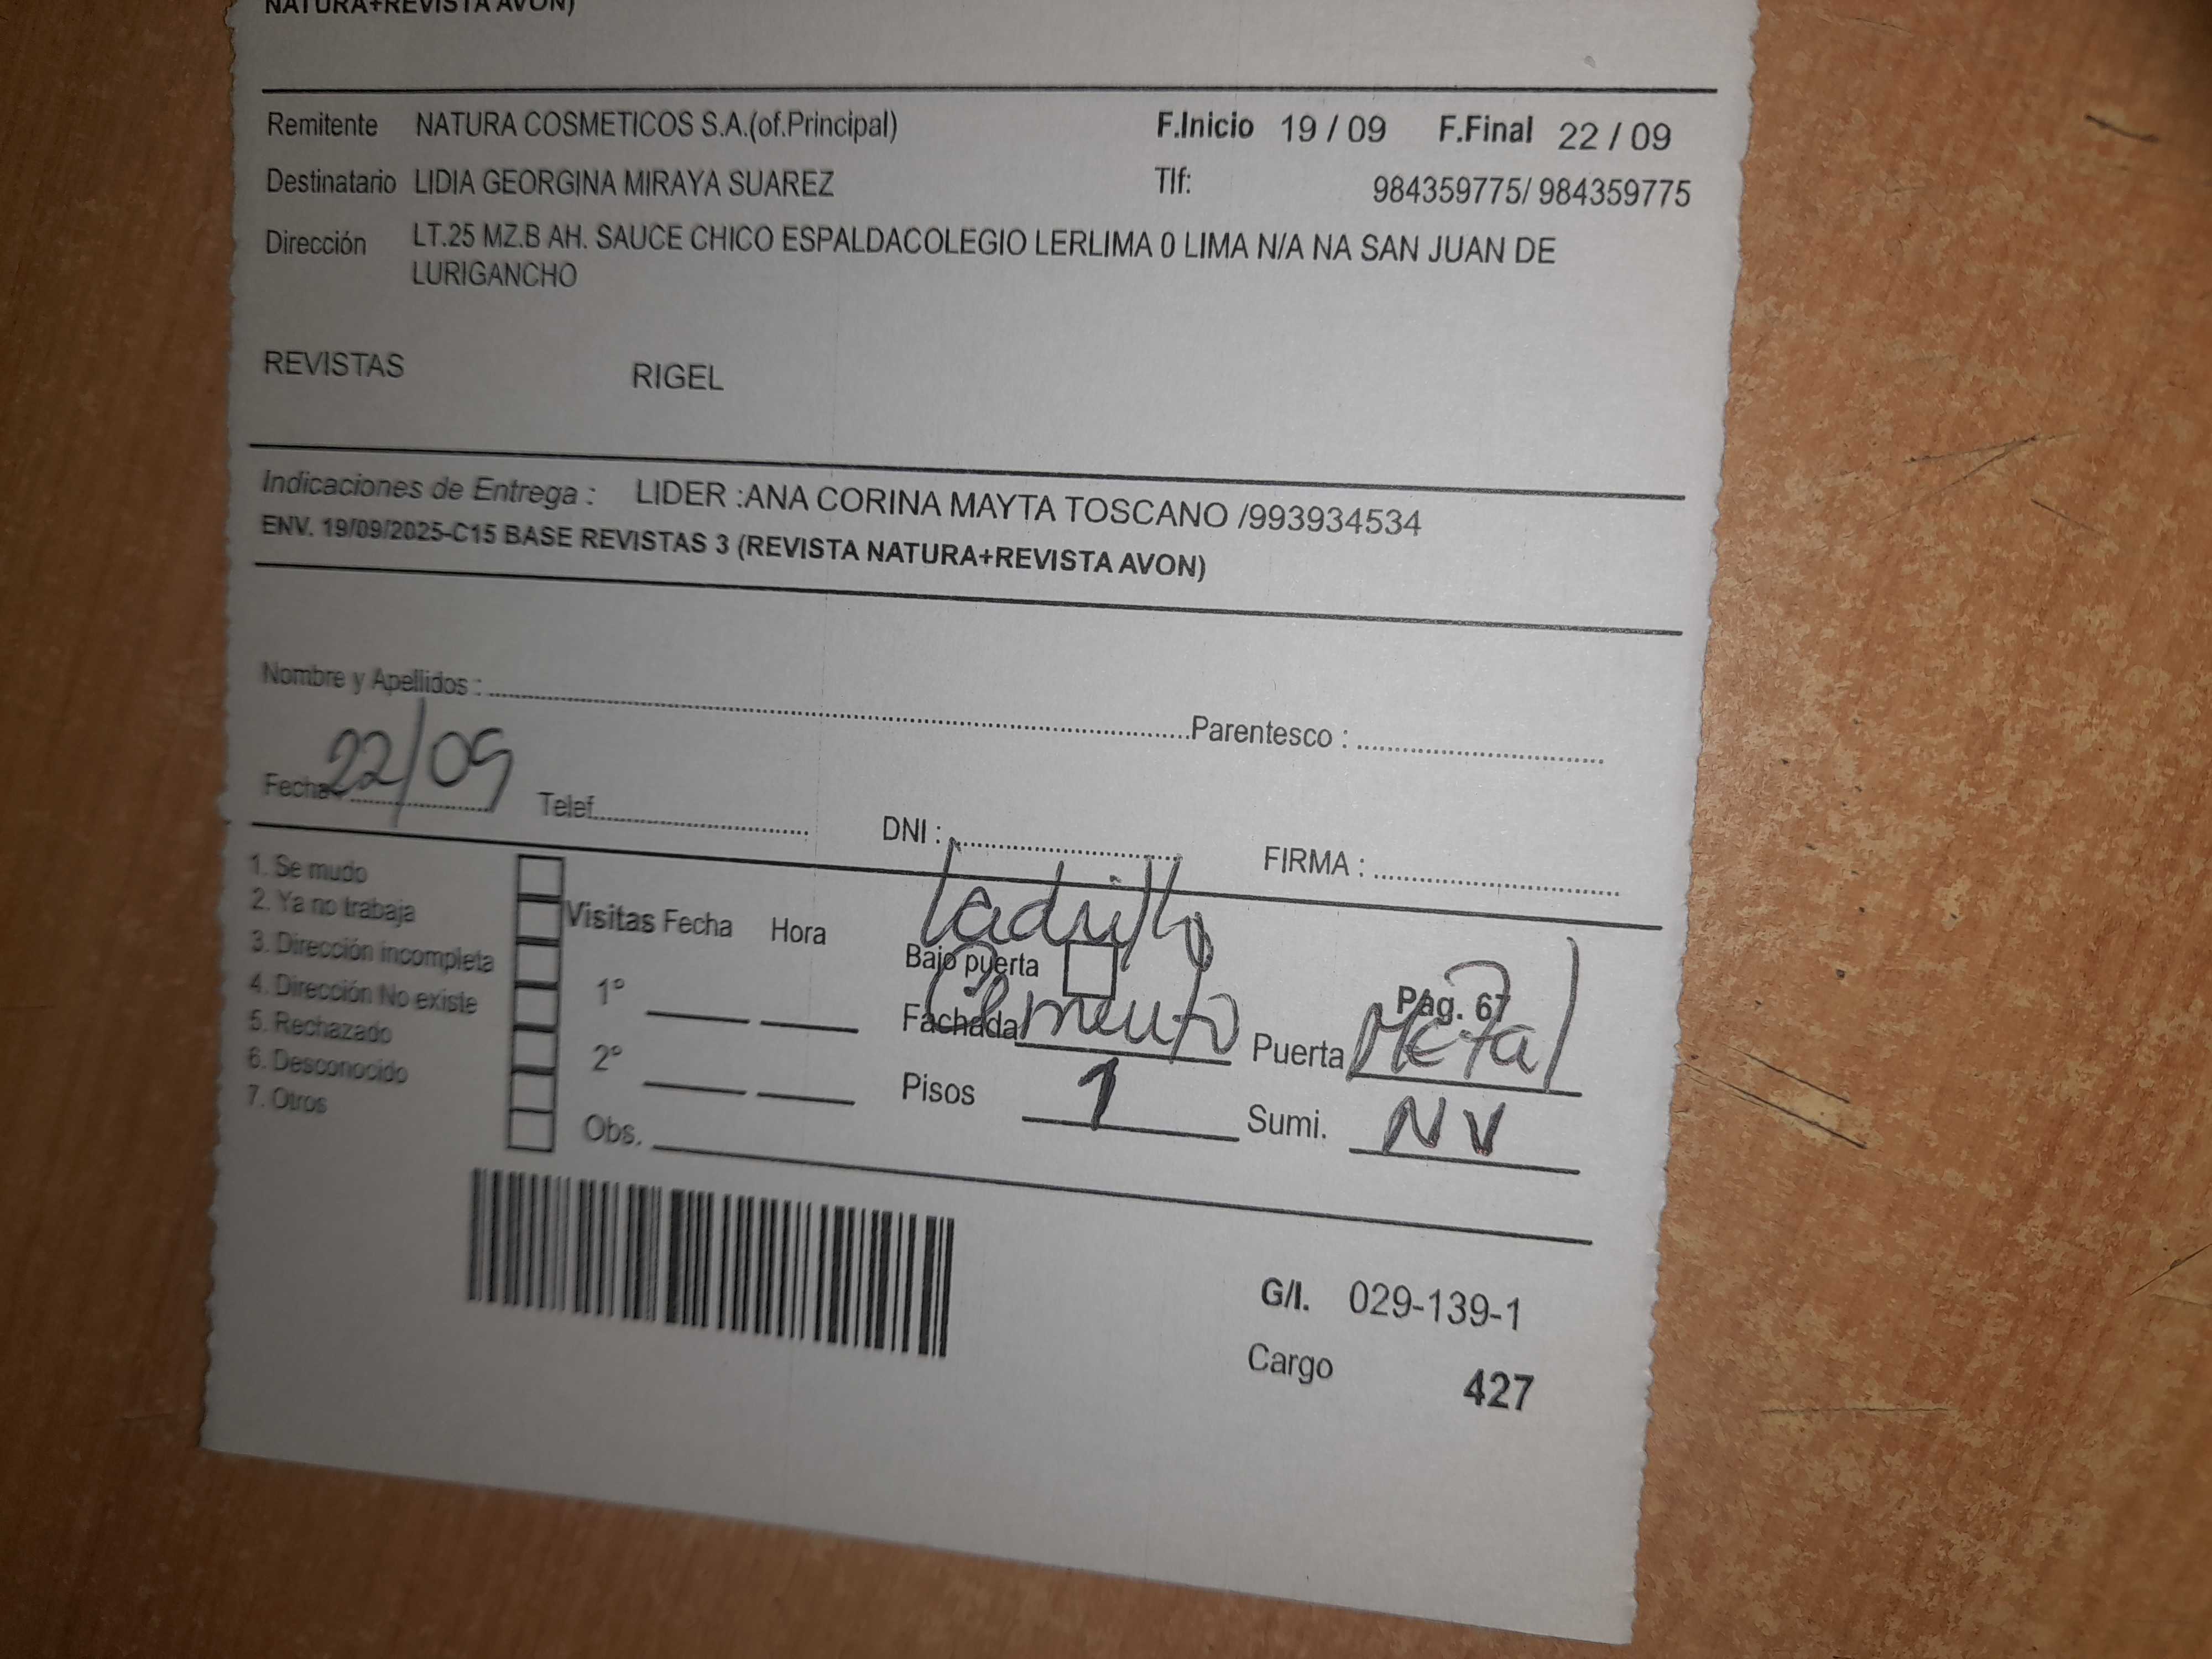 NATURA+REVISTA AVON)
Remitente NATURA COSMETICOS S.A.(of.Principal) F.Inicio 19 / 09 F.Final 22 / 09
Destinatario LIDIA GEORGINA MIRAYA SUAREZ Tlf: 984359775/ 984359775
Dirección LT.25 MZ.B AH. SAUCE CHICO ESPALDACOLEGIO LERLIMA 0 LIMA N/A NA SAN JUAN DE
LURIGANCHO
REVISTAS RIGEL
Indicaciones de Entrega : LIDER :ANA CORINA MAYTA TOSCANO /993934534
ENV. 19/09/2025-C15 BASE REVISTAS 3 (REVISTA NATURA+REVISTA AVON)
Nombre y Apellidos : Parentesco :
Fecha 22/09 Telef. DNI : FIRMA :
1. Se mudo
2. Ya no trabaja
3. Dirección incompleta
4. Dirección No existe
5. Rechazado
6. Desconocido
7. Otros
Visitas Fecha Hora
1°
2°
Obs.
Ladrillo
Bajo puerta Pág. 67
Fachada Cemento Puerta Metal
Pisos 1 Sumi. NV
G/I. 029-139-1
Cargo 427